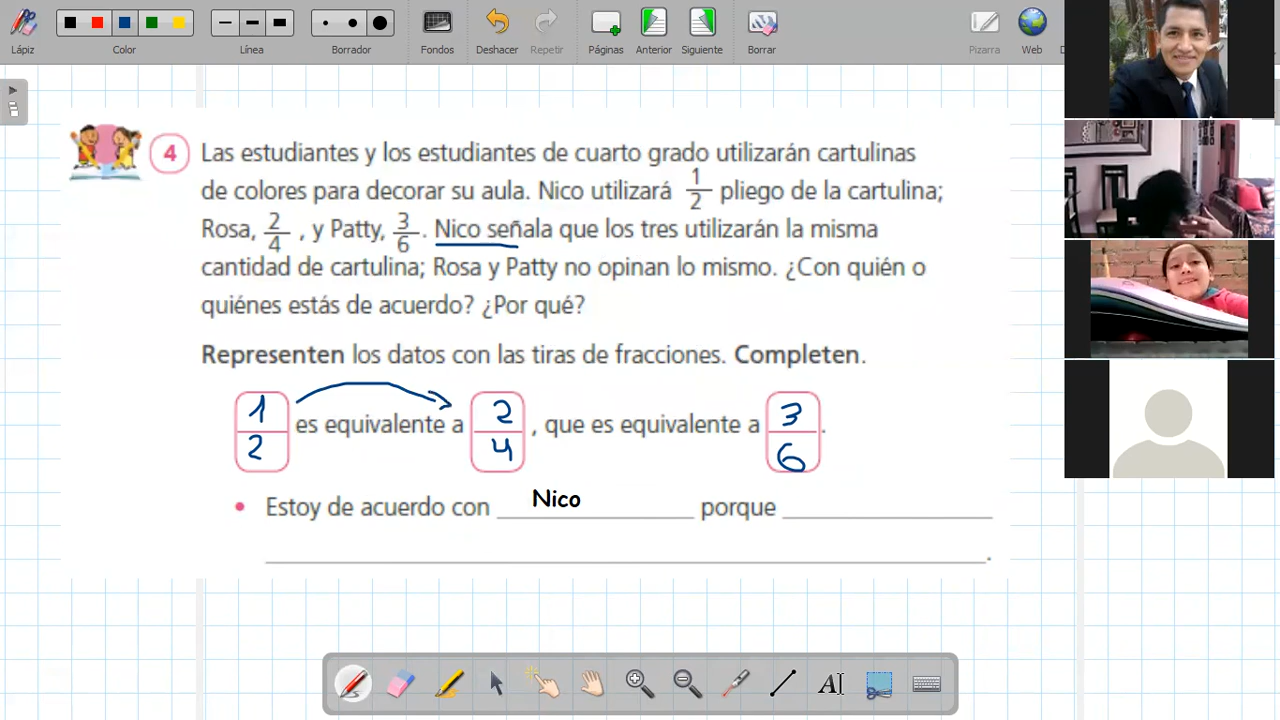 Lápiz
Color
Línea
Borrador
Fondos
Deshacer
Repetir
Páginas
Anterior
Siguiente
Borrar
Pizarra
Web
4
Las estudiantes y los estudiantes de cuarto grado utilizarán cartulinas
de colores para decorar su aula. Nico utilizará 1/2 pliego de la cartulina;
Rosa, 2/4 , y Patty, 3/6. Nico señala que los tres utilizarán la misma
cantidad de cartulina; Rosa y Patty no opinan lo mismo. ¿Con quién o
quiénes estás de acuerdo? ¿Por qué?
Representen los datos con las tiras de fracciones. Completen.
1/2 es equivalente a 2/4 , que es equivalente a 3/6.
• Estoy de acuerdo con Nico porque
.